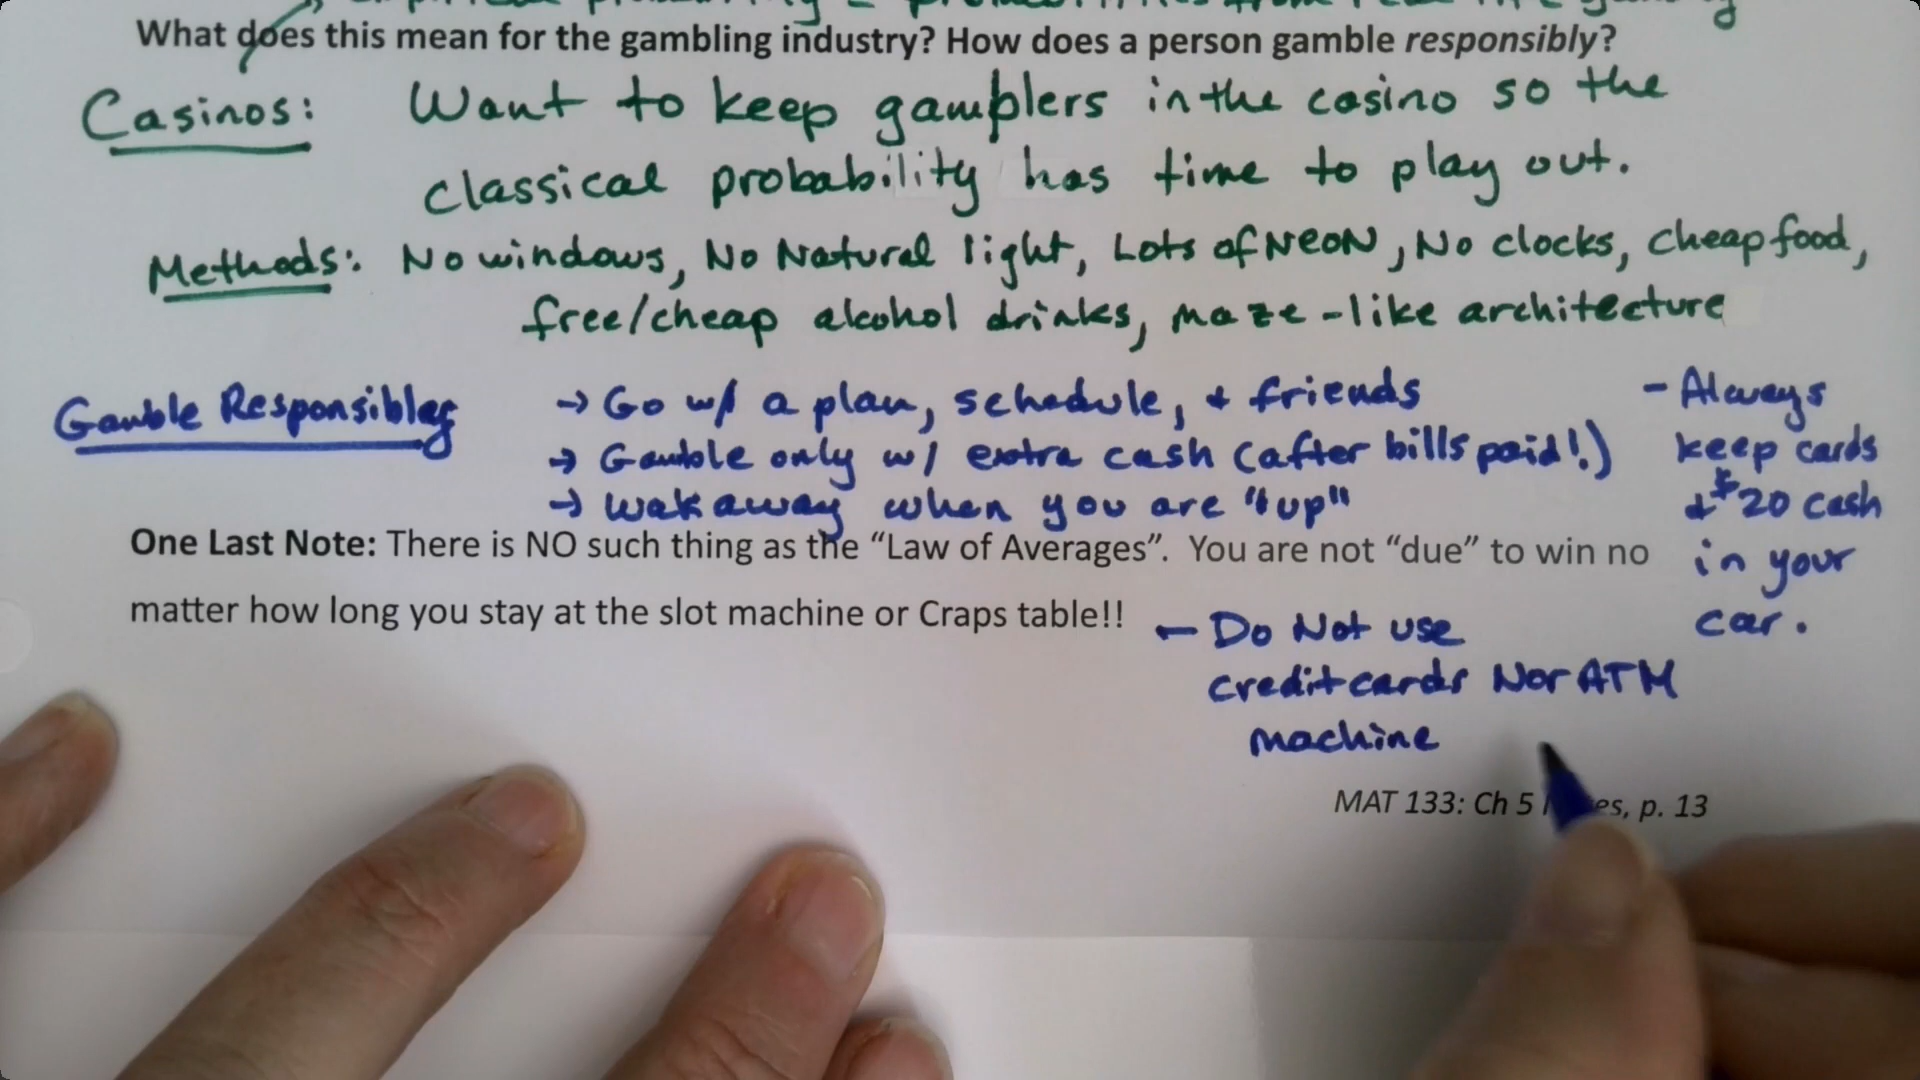 What does this mean for the gambling industry? How does a person gamble responsibly?
Casinos: Want to keep gamblers in the casino so the
classical probability has time to play out.
Methods: No windows, No Natural light, Lots of NEON, No clocks, cheap food,
free/cheap alcohol drinks, maze-like architecture
Gamble Responsibly → Go w/ a plan, schedule, + friends
→ Gamble only w/ extra cash (after bills paid!)
→ Walk away when you are "up"
- Always
keep cards
+ $20 cash
in your
car.
One Last Note: There is NO such thing as the “Law of Averages”. You are not “due” to win no
matter how long you stay at the slot machine or Craps table!!
- Do Not use
credit cards Nor ATM
machine
MAT 133: Ch 5 p. 13